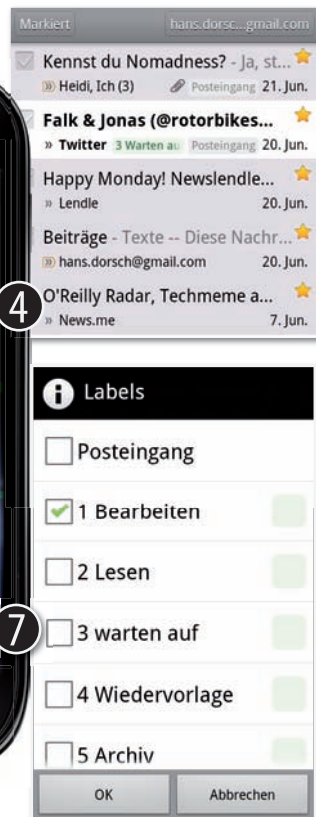 Markiert hans.dorsc...gmail.com
Kennst du Nomadness? - Ja, st...
» Heidi, Ich (3) Posteingang 21. Jun.
Falk & Jonas (@rotorbikes...
» Twitter 3 Warten au Posteingang 20. Jun.
Happy Monday! Newslendle...
» Lendle 20. Jun.
Beiträge - Texte -- Diese Nachr...
» hans.dorsch@gmail.com 20. Jun.
4
O'Reilly Radar, Techmeme a...
» News.me 7. Jun.
Labels
Posteingang
1 Bearbeiten
2 Lesen
7
3 warten auf
4 Wiedervorlage
5 Archiv
OK Abbrechen